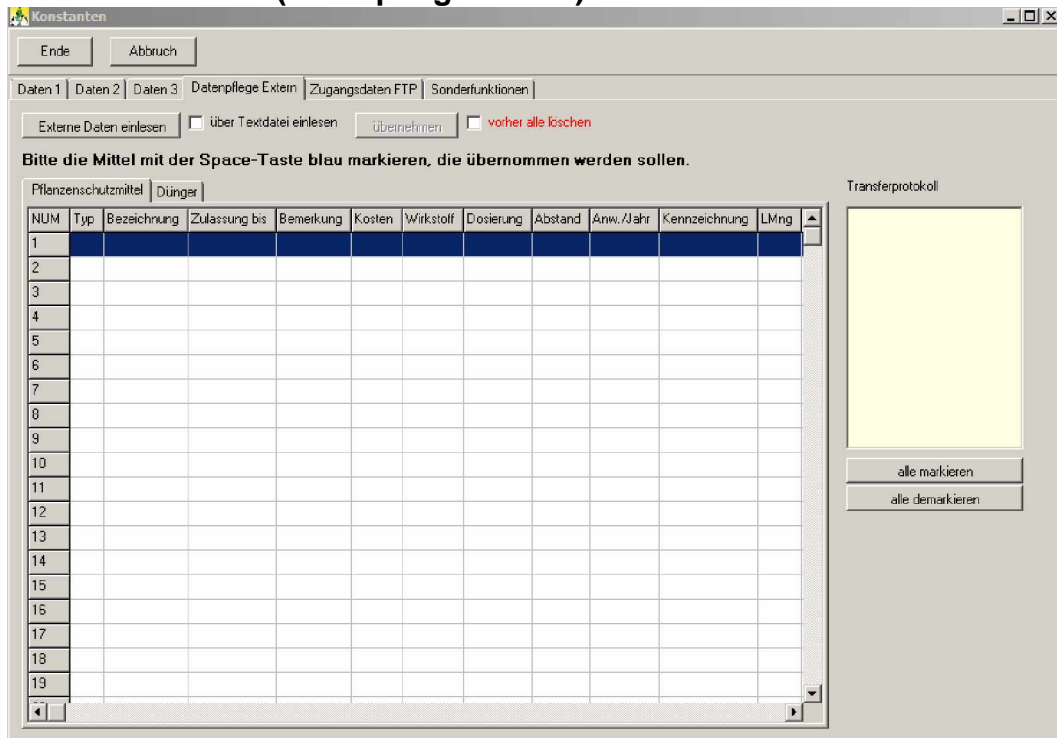 Konstanten
Ende Abbruch
Daten 1 Daten 2 Daten 3 Datenpflege Extern Zugangsdaten FTP Sonderfunktionen
Externe Daten einlesen über Textdatei einlesen übernehmen vorher alle löschen
Bitte die Mittel mit der Space-Taste blau markieren, die übernommen werden sollen.
Pflanzenschutzmittel Dünger Transferprotokoll
NUM Typ Bezeichnung Zulassung bis Bemerkung Kosten Wirkstoff Dosierung Abstand Anw./Jahr Kennzeichnung LMng
1
2
3
4
5
6
7
8
9
10
alle markieren
11
alle demarkieren
12
13
14
15
16
17
18
19